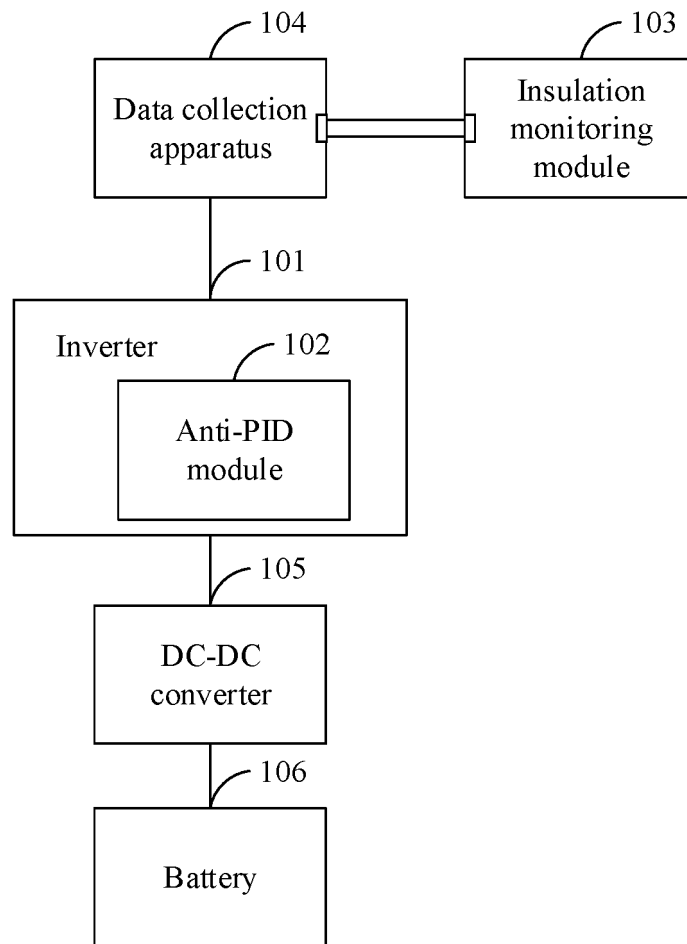 104
103
Data collection
apparatus
Insulation
monitoring
module
101
Inverter
102
Anti-PID
module
105
DC-DC
converter
106
Battery